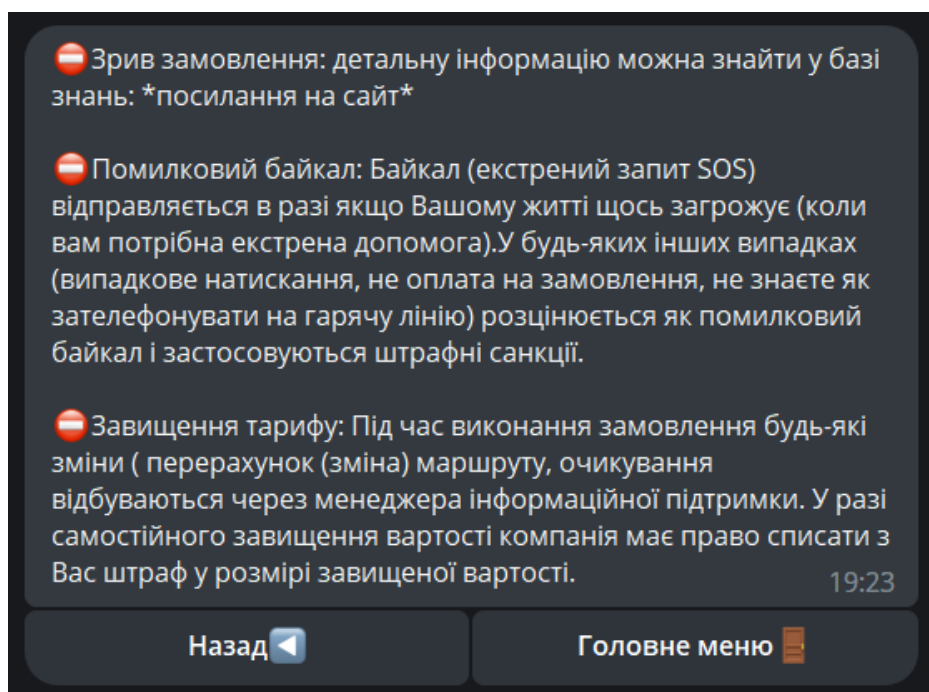 ⛔Зрив замовлення: детальну інформацію можна знайти у базі
знань: *посилання на сайт*
⛔Помилковий байкал: Байкал (екстрений запит SOS)
відправляється в разі якщо Вашому житті щось загрожує (коли
вам потрібна екстрена допомога).У будь-яких інших випадках
(випадкове натискання, не оплата на замовлення, не знаєте як
зателефонувати на гарячу лінію) розцінюється як помилковий
байкал і застосовуються штрафні санкції.
⛔Завищення тарифу: Під час виконання замовлення будь-які
зміни ( перерахунок (зміна) маршруту, очикування
відбуваються через менеджера інформаційної підтримки. У разі
самостійного завищення вартості компанія має право списати з
Вас штраф у розмірі завищеної вартості.
19:23
Назад◀️
Головне меню🚪